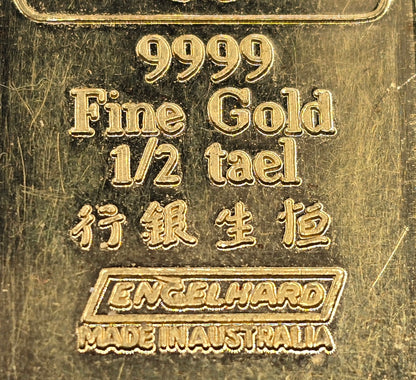 9999
Fine Gold
1/2 tael
行銀生恒
ENGELHARD
MADE IN AUSTRALIA